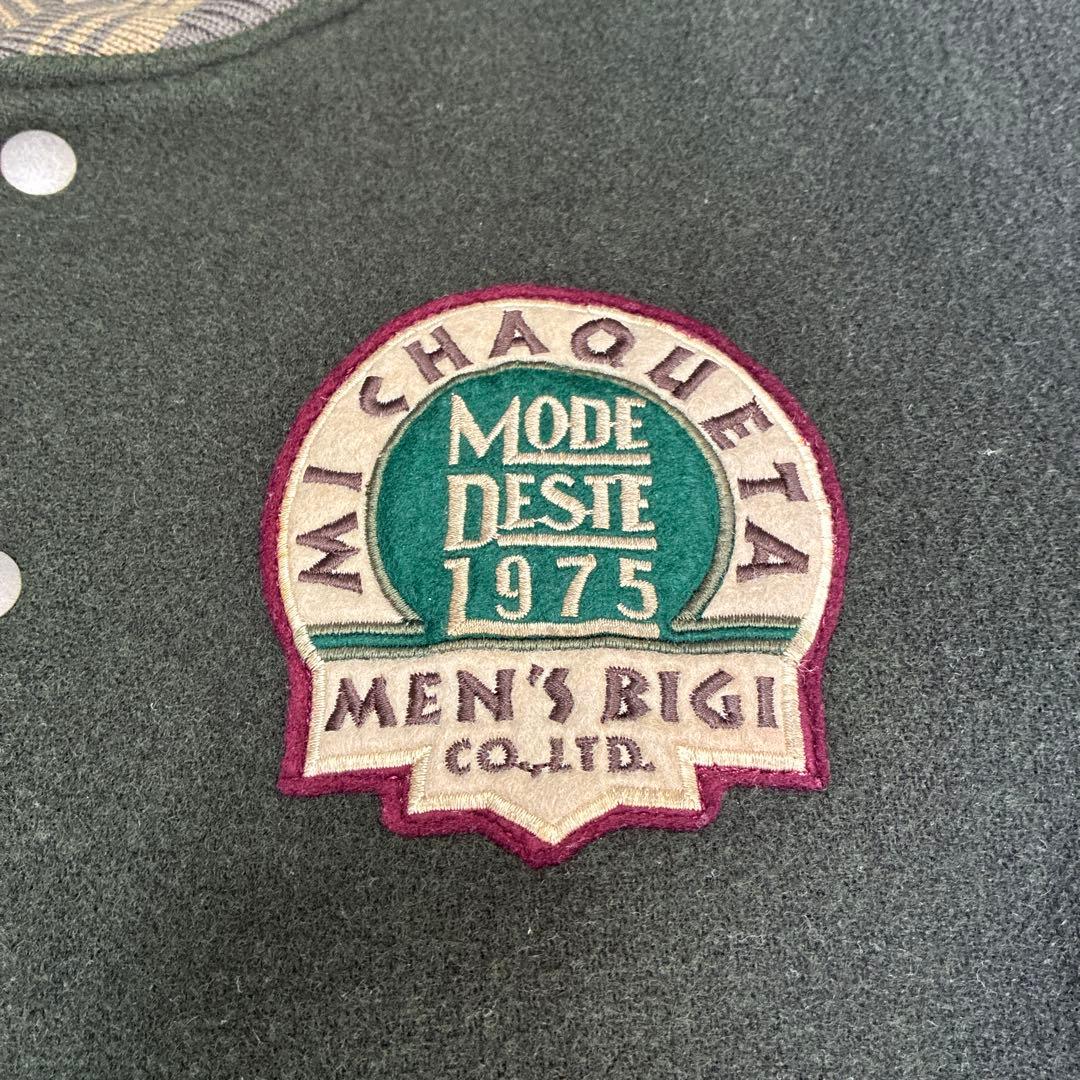 MI CHAQUETA
MODE
DESTE
1975
MEN'S BIGI
CO.,LTD.